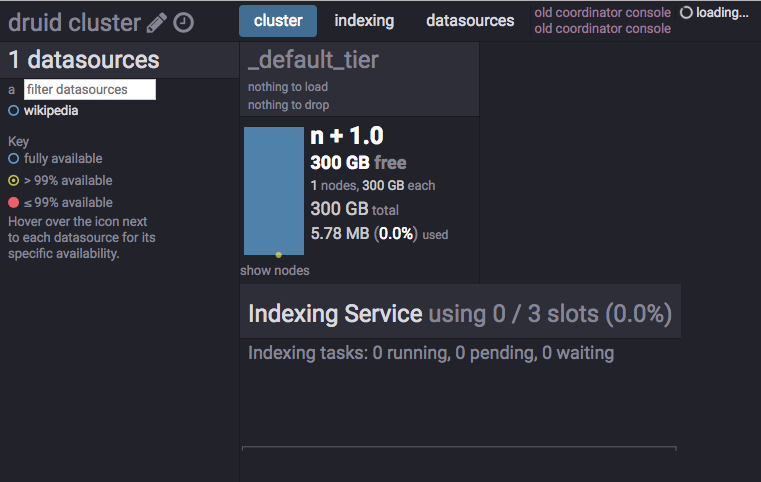 druid cluster
cluster
indexing
datasources
old coordinator console
old coordinator console
loading...
1 datasources
a filter datasources
wikipedia
Key
fully available
> 99% available
≤ 99% available
Hover over the icon next
to each datasource for its
specific availability.
_default_tier
nothing to load
nothing to drop
n + 1.0
300 GB free
1 nodes, 300 GB each
300 GB total
5.78 MB (0.0%) used
show nodes
Indexing Service using 0 / 3 slots (0.0%)
Indexing tasks: 0 running, 0 pending, 0 waiting